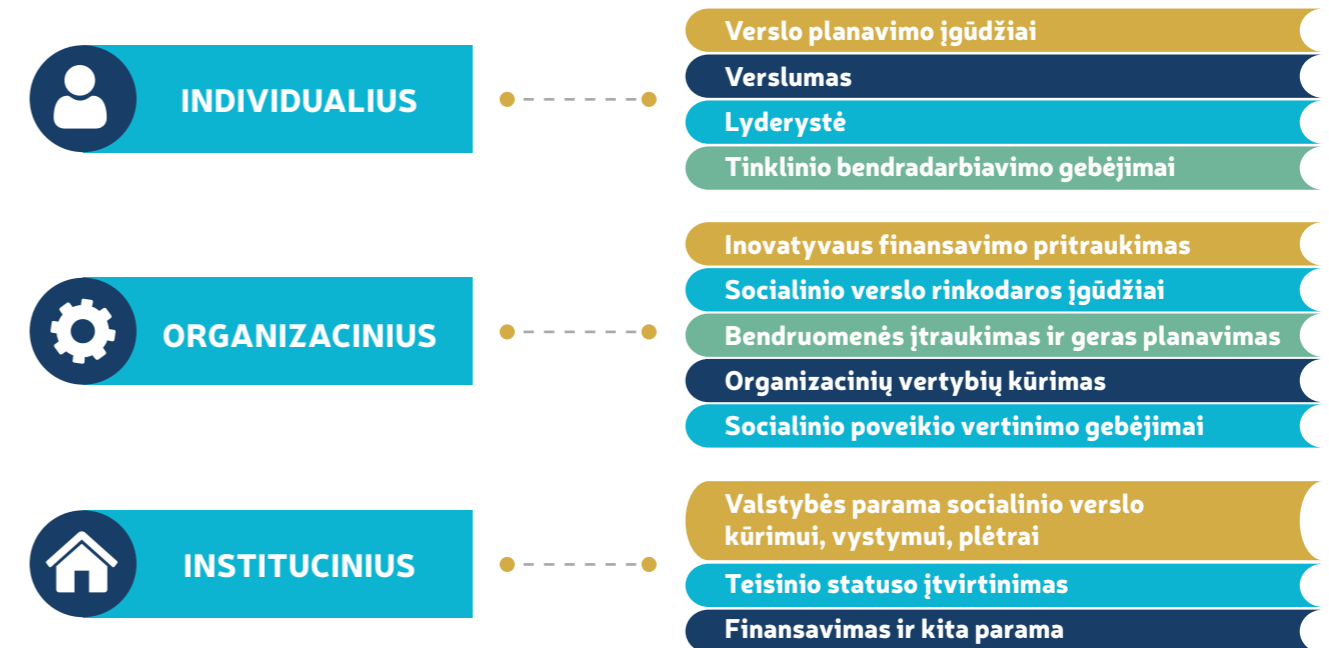 INDIVIDUALIUS
Verslo planavimo įgūdžiai
Verslumas
Lyderystė
Tinklinio bendradarbiavimo gebėjimai
ORGANIZACINIUS
Inovatyvaus finansavimo pritraukimas
Socialinio verslo rinkodaros įgūdžiai
Bendruomenės įtraukimas ir geras planavimas
Organizacinių vertybių kūrimas
Socialinio poveikio vertinimo gebėjimai
INSTITUCINIUS
Valstybės parama socialinio verslo
kūrimui, vystymui, plėtrai
Teisinio statuso įtvirtinimas
Finansavimas ir kita parama